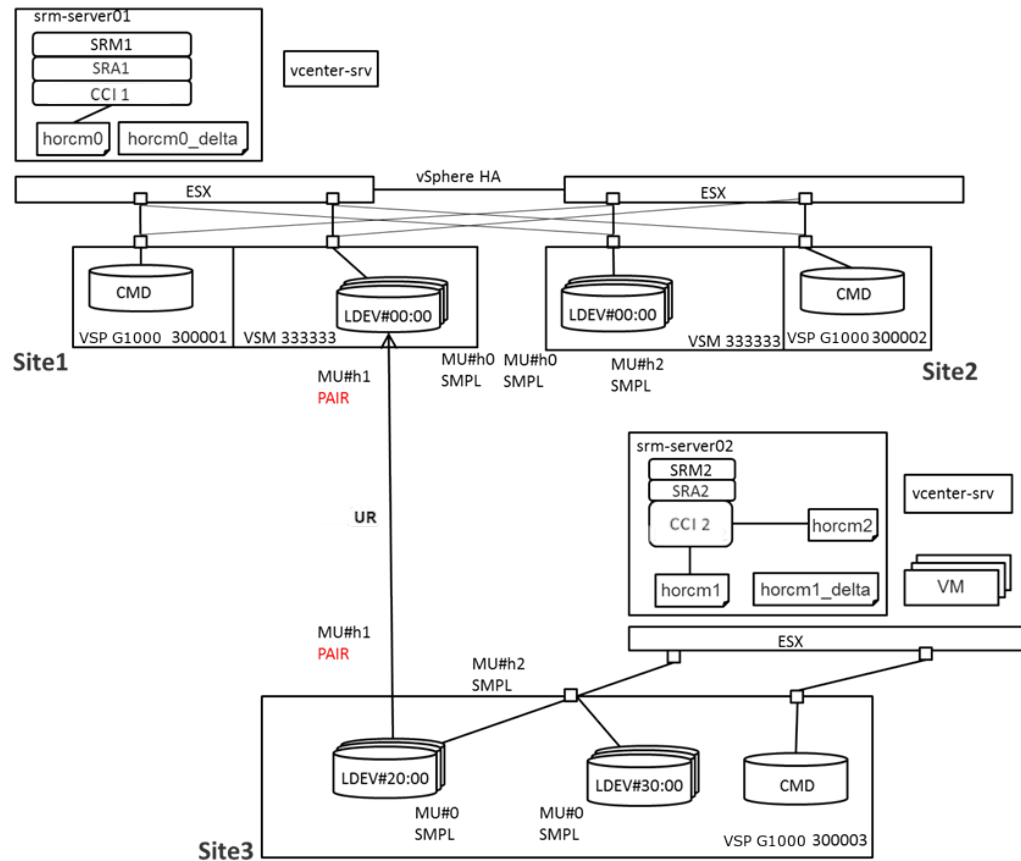 srm-server01
SRM1
SRA1
CCI 1
horcm0
horcm0_delta
vcenter-srv
ESX
vSphere HA
ESX
CMD
LDEV#00:00
VSP G1000 300001
VSM 333333
LDEV#00:00
CMD
VSM 333333
VSP G1000 300002
Site1
Site2
MU#h1
PAIR
MU#h0
SMPL
MU#h0
SMPL
MU#h2
SMPL
srm-server02
SRM2
SRA2
CCI 2
horcm2
horcm1
horcm1_delta
vcenter-srv
VM
UR
ESX
MU#h1
PAIR
MU#h2
SMPL
LDEV#20:00
LDEV#30:00
CMD
MU#0
SMPL
MU#0
SMPL
VSP G1000 300003
Site3